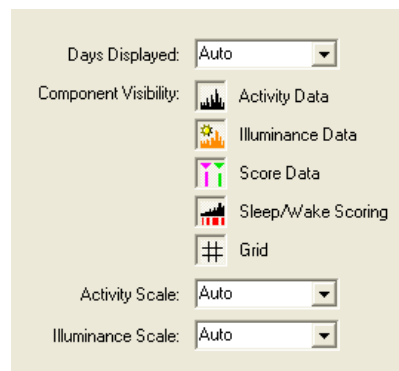 Days Displayed: Auto
Component Visibility: Activity Data
Illuminance Data
Score Data
Sleep/Wake Scoring
Grid
Activity Scale: Auto
Illuminance Scale: Auto